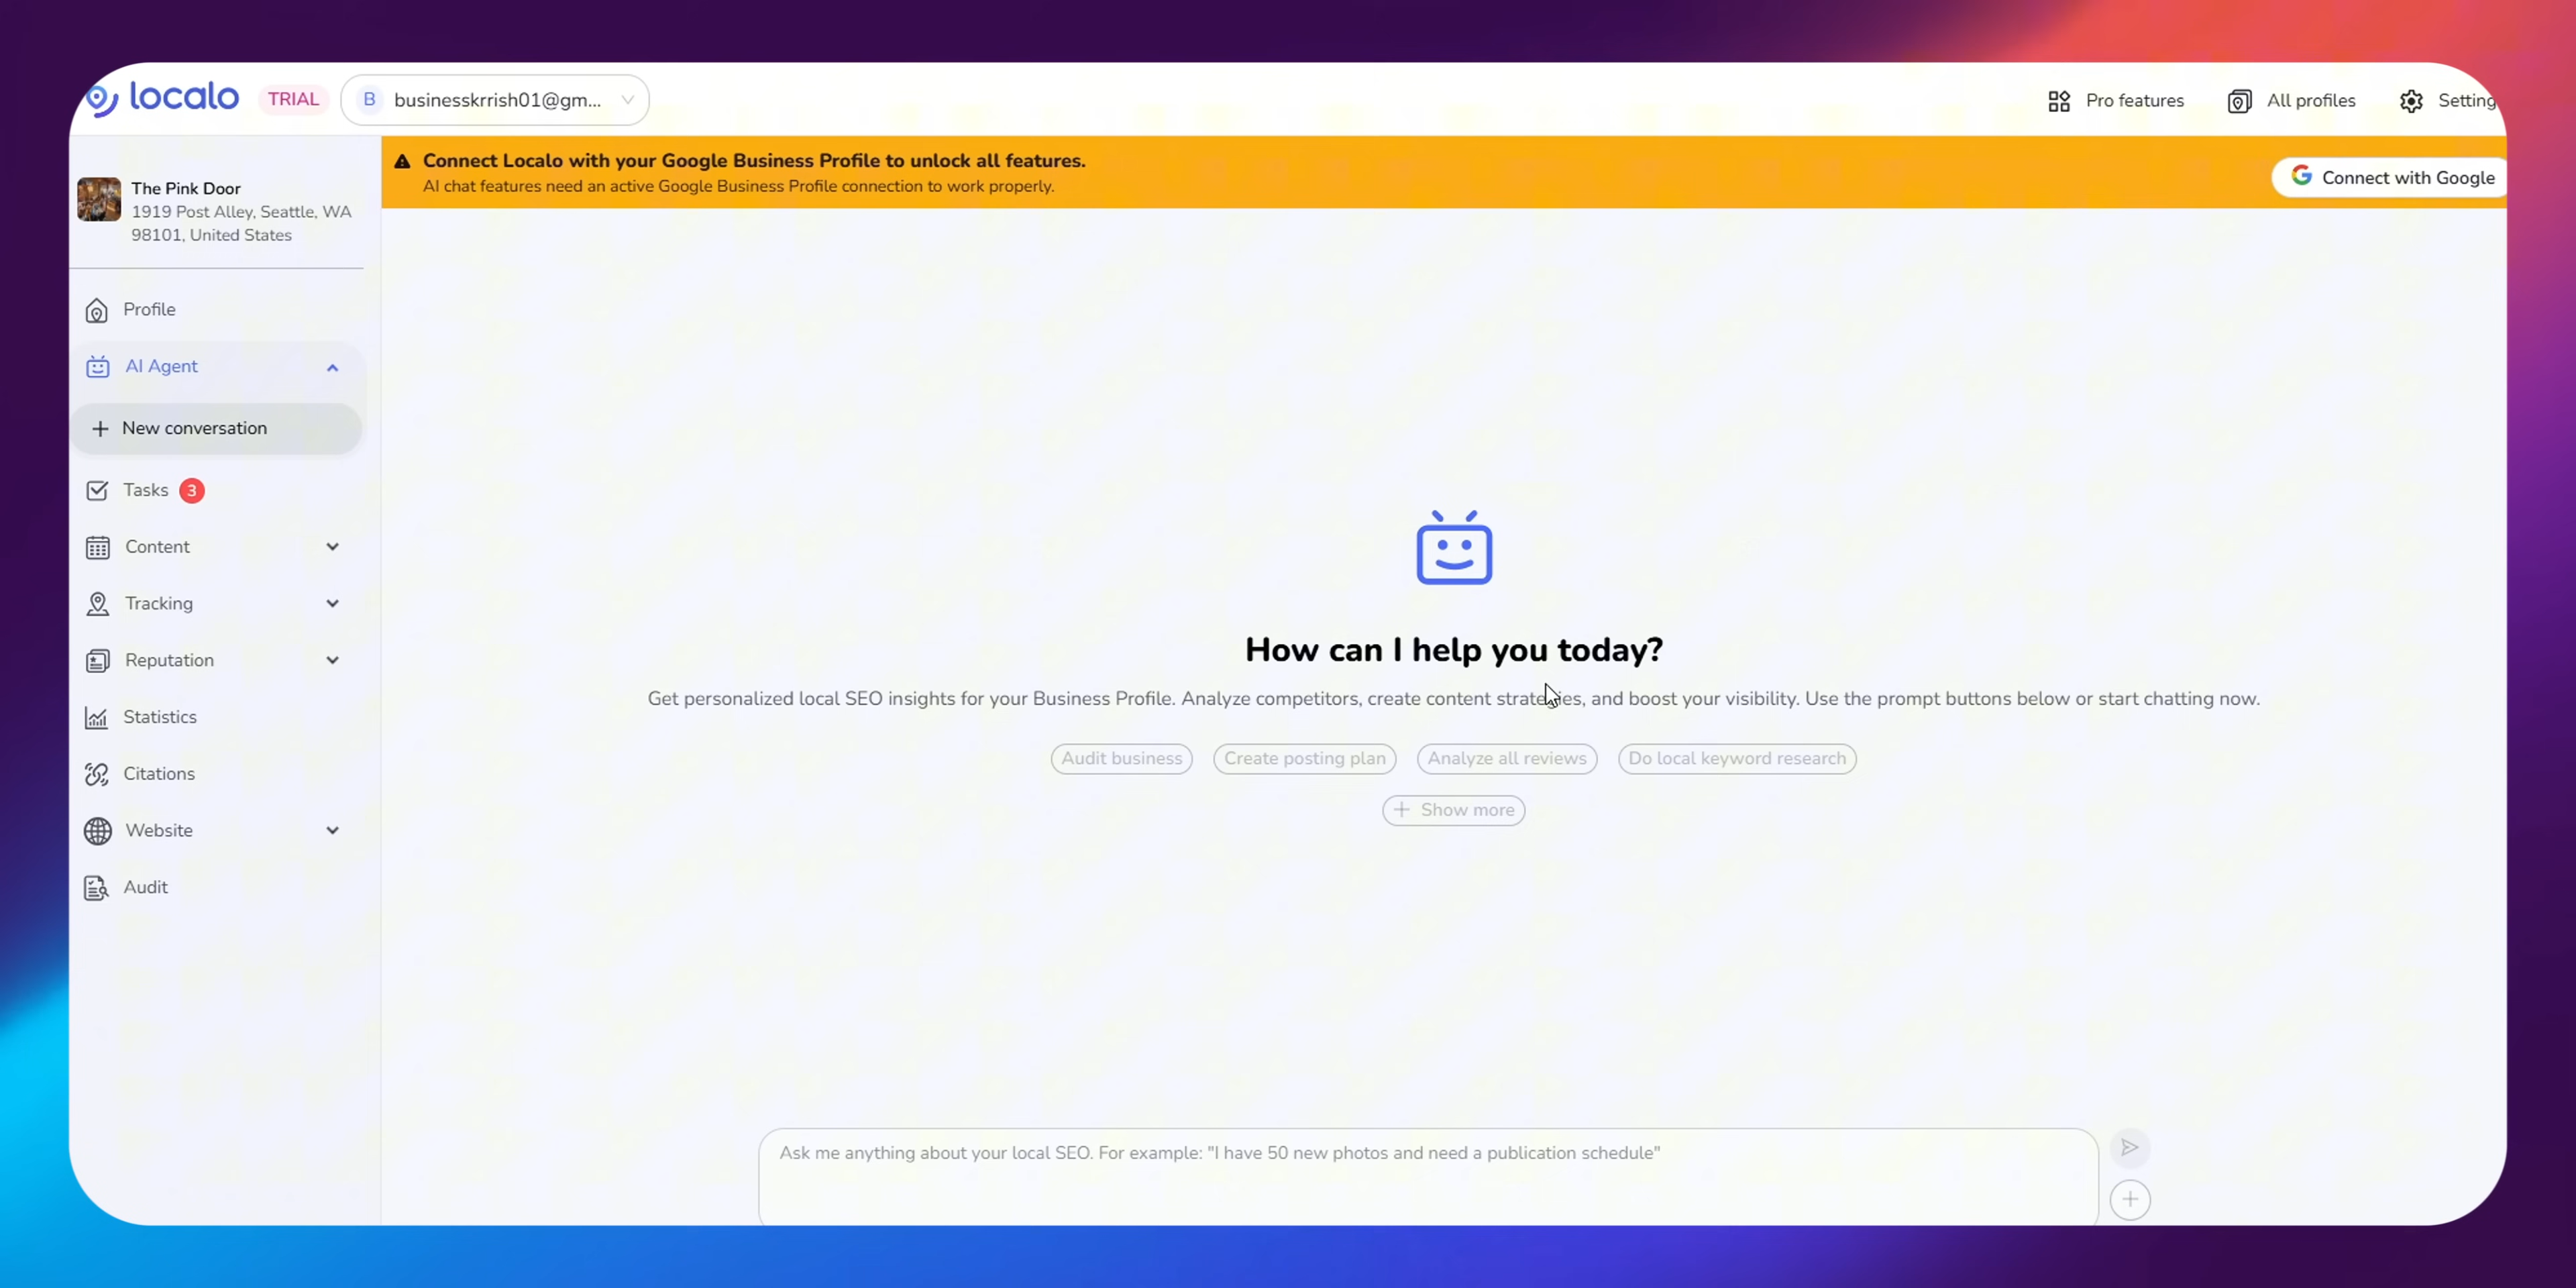 localo
TRIAL
B businesskrrish01@gm...
Pro features
All profiles
Setting
The Pink Door
1919 Post Alley, Seattle, WA
98101, United States
Connect Localo with your Google Business Profile to unlock all features.
AI chat features need an active Google Business Profile connection to work properly.
Connect with Google
Profile
AI Agent
New conversation
Tasks 3
Content
Tracking
Reputation
Statistics
Citations
Website
Audit
How can I help you today?
Get personalized local SEO insights for your Business Profile. Analyze competitors, create content strategies, and boost your visibility. Use the prompt buttons below or start chatting now.
Audit business
Create posting plan
Analyze all reviews
Do local keyword research
+ Show more
Ask me anything about your local SEO. For example: "I have 50 new photos and need a publication schedule"